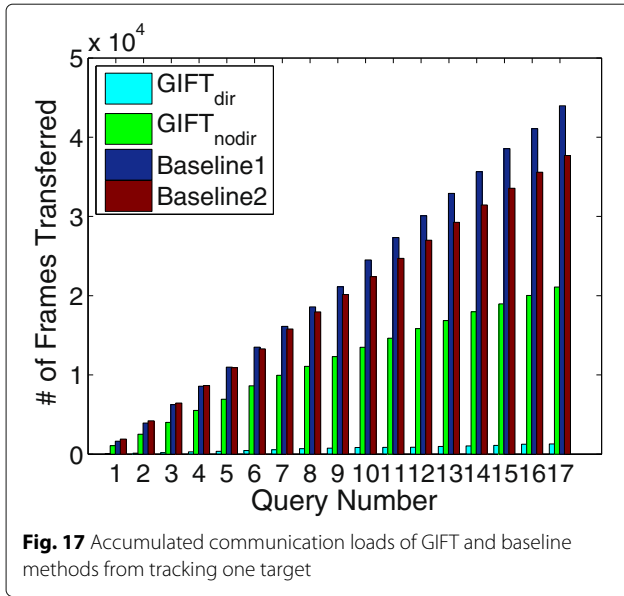 x 10⁴
5
4
3
2
1
0
# of Frames Transferred
GIFT_dir
GIFT_nodir
Baseline1
Baseline2
1 2 3 4 5 6 7 8 9 10 11 12 13 14 15 16 17
Query Number
Fig. 17 Accumulated communication loads of GIFT and baseline
methods from tracking one target